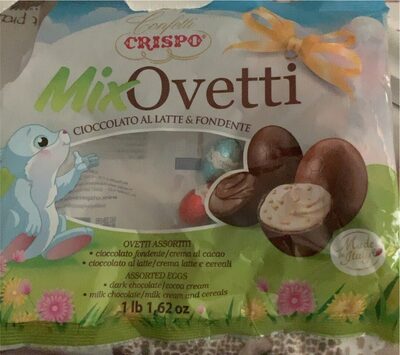 Confetti
CRISPO®
MixOvetti
CIOCCOLATO AL LATTE & FONDENTE
OVETTI ASSORTITI
• cioccolato fondente/crema al cacao
• cioccolato al latte/crema latte e cereali
ASSORTED EGGS
• dark chocolate/cocoa cream
• milk chocolate/milk cream and cereals
1 lb 1,62 oz
Made in Italy